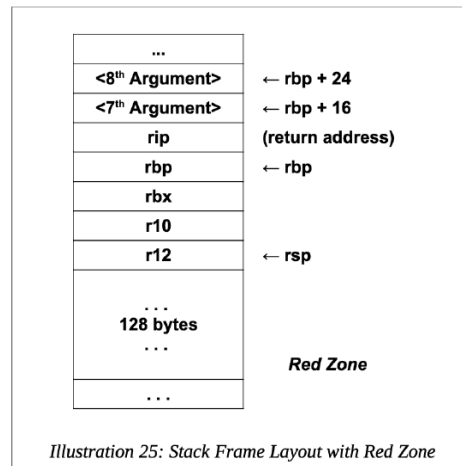 ...
<8th Argument> ← rbp + 24
<7th Argument> ← rbp + 16
rip (return address)
rbp ← rbp
rbx
r10
r12 ← rsp
. . .
128 bytes
. . .
Red Zone
. . .
Illustration 25: Stack Frame Layout with Red Zone